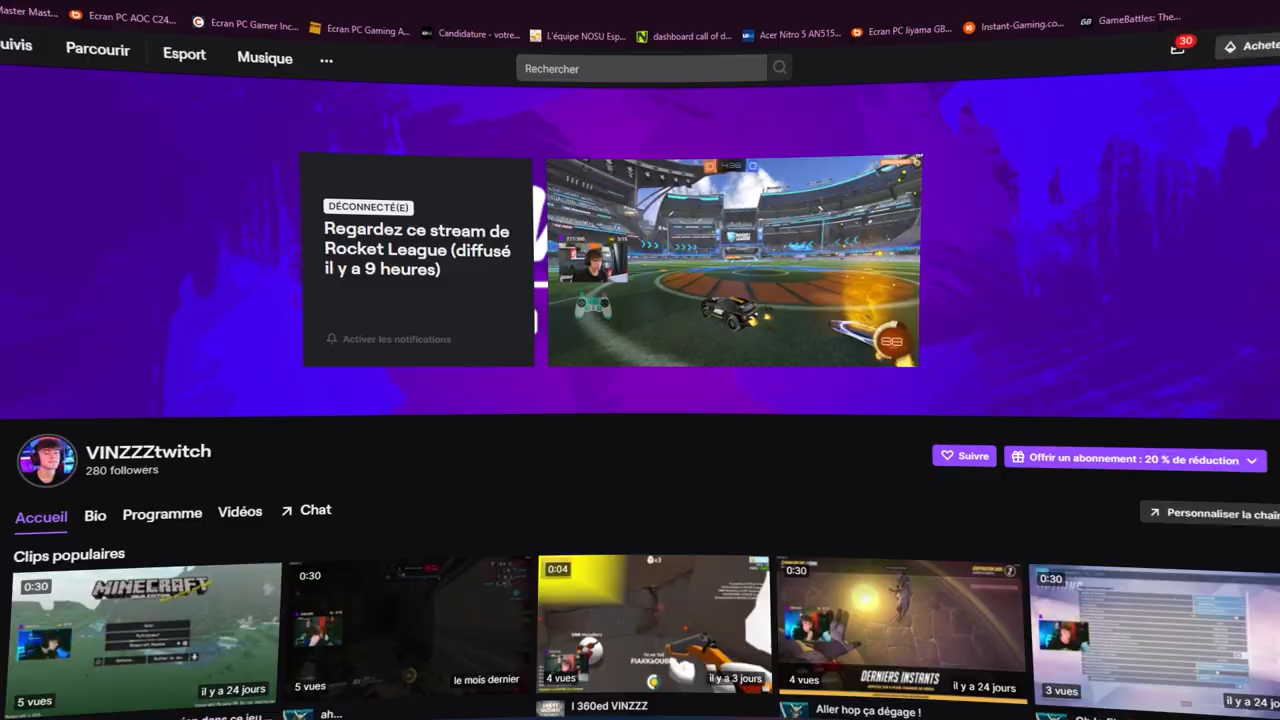 Ecran PC AOC C24...
Ecran PC Gamer Inc...
Ecran PC Gaming A...
Candidature - votre...
L'équipe NOSU Esp...
dashboard call of d...
Acer Nitro 5 AN515...
Ecran PC Iiyama GB...
Instant-Gaming.co...
GameBattles: The...
Parcourir
Esport
Musique
Rechercher
30
DÉCONNECTÉ(E)
Regardez ce stream de
Rocket League (diffusé
il y a 9 heures)
Activer les notifications
88
VINZZZtwitch
280 followers
Suivre
Offrir un abonnement : 20 % de réduction
Accueil
Bio
Programme
Vidéos
Chat
Clips populaires
0:30
MINECRAFT
5 vues
il y a 24 jours
0:30
5 vues
le mois dernier
ah...
0:04
x3
4 vues
il y a 3 jours
I 360ed VINZZZ
0:30
DERNIERS INSTANTS
4 vues
il y a 24 jours
Aller hop ça dégage !
0:30
3 vues